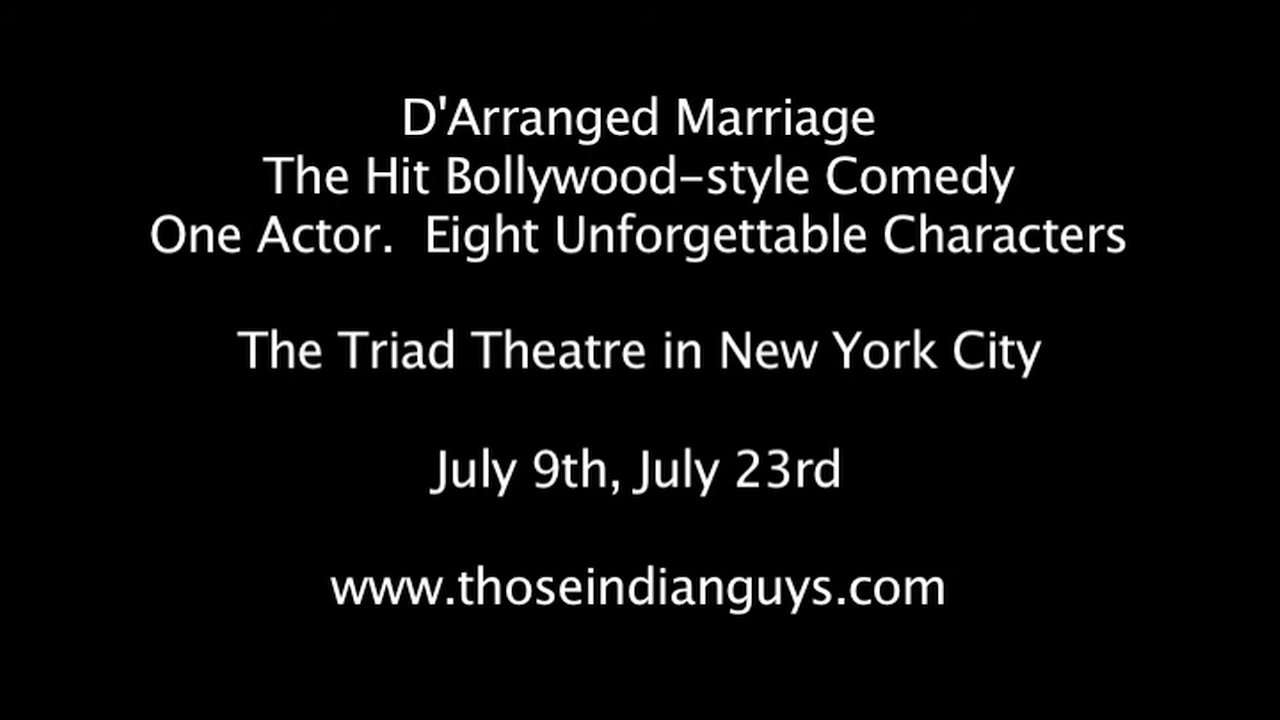 D'Arranged Marriage
The Hit Bollywood-style Comedy
One Actor.  Eight Unforgettable Characters
The Triad Theatre in New York City
July 9th, July 23rd
www.thoseindianguys.com